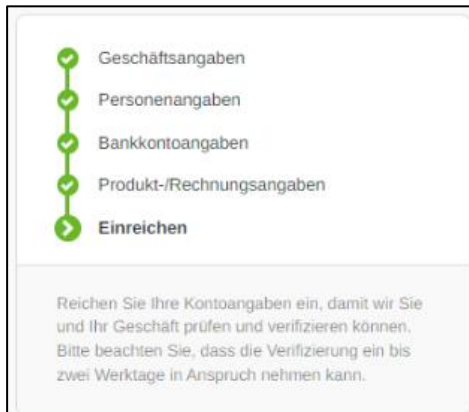 Geschäftsangaben
Personenangaben
Bankkontoangaben
Produkt-/Rechnungsangaben
Einreichen
Reichen Sie Ihre Kontoangaben ein, damit wir Sie
und Ihr Geschäft prüfen und verifizieren können.
Bitte beachten Sie, dass die Verifizierung ein bis
zwei Werktage in Anspruch nehmen kann.